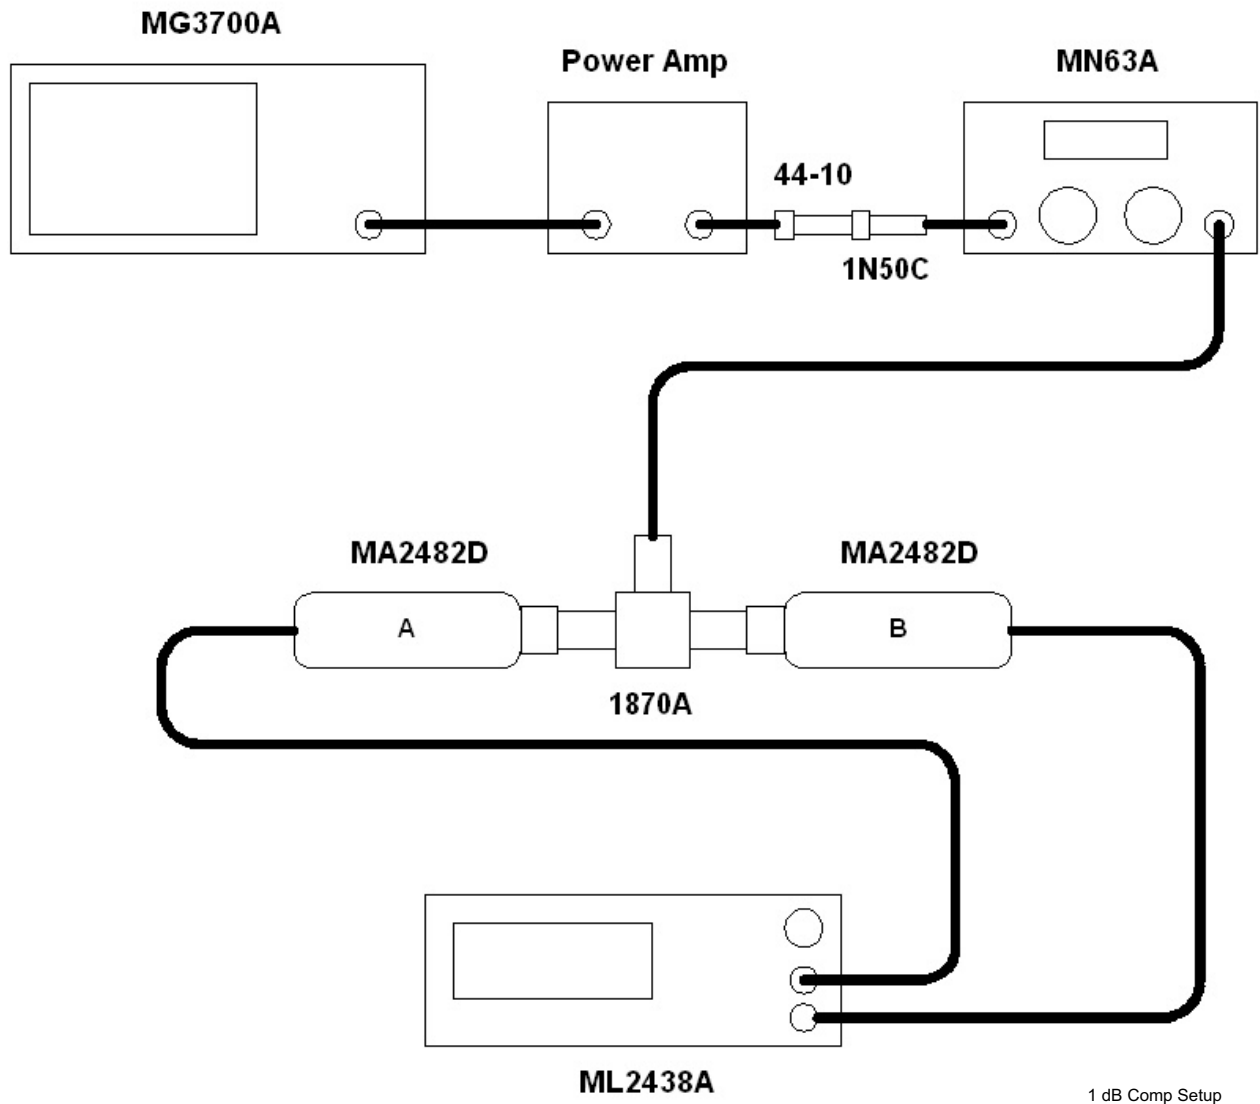 MG3700A
Power Amp
MN63A
44-10
1N50C
MA2482D
MA2482D
A
B
1870A
ML2438A
1 dB Comp Setup